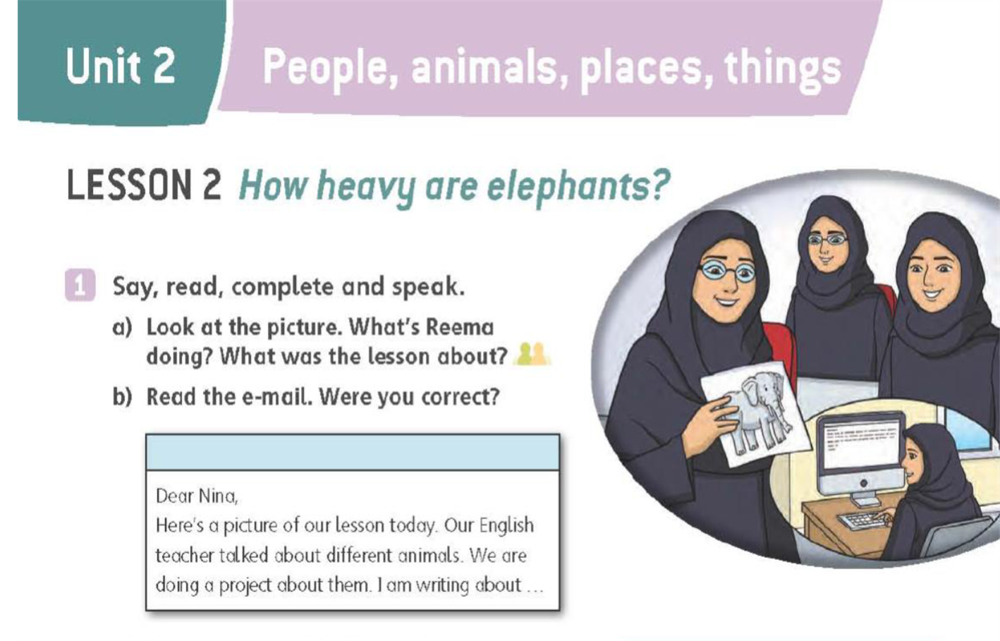 Unit 2
People, animals, places, things
LESSON 2 How heavy are elephants?
1 Say, read, complete and speak.
a) Look at the picture. What's Reema
doing? What was the lesson about?
b) Read the e-mail. Were you correct?
Dear Nina,
Here's a picture of our lesson today. Our English
teacher talked about different animals. We are
doing a project about them. I am writing about ...